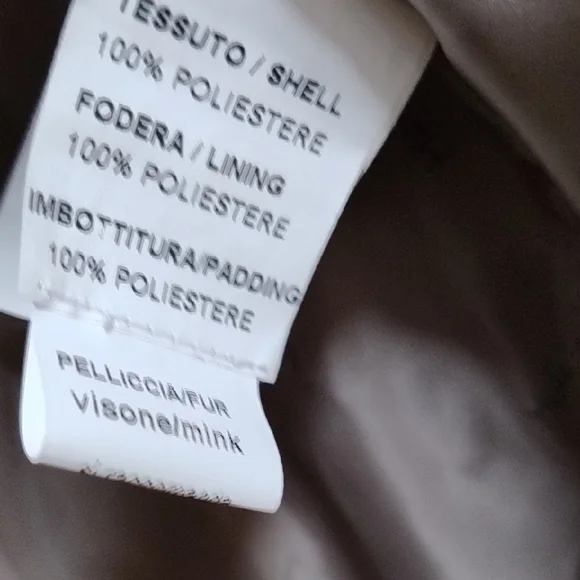 TESSUTO / SHELL
100% POLIESTERE
FODERA / LINING
100% POLIESTERE
IMBOTTITURA/PADDING
100% POLIESTERE
PELLICCIA/FUR
visone/mink